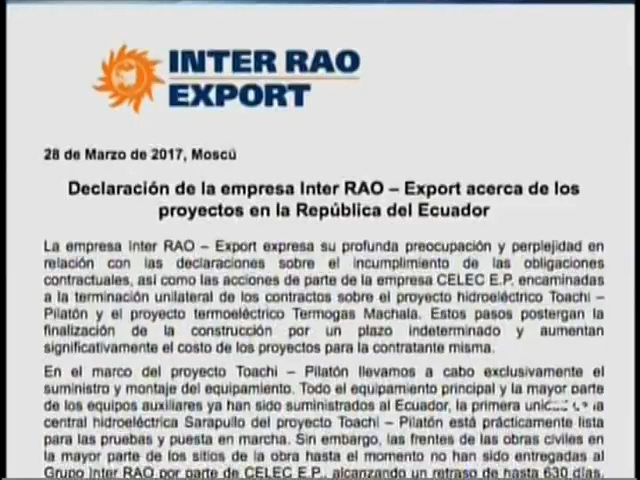 INTER RAO
EXPORT
28 de Marzo de 2017, Moscú
Declaración de la empresa Inter RAO – Export acerca de los
proyectos en la República del Ecuador
La empresa Inter RAO – Export expresa su profunda preocupación y perplejidad en
relación con las declaraciones sobre el incumplimiento de las obligaciones
contractuales, así como las acciones de parte de la empresa CELEC E.P. encaminadas
a la terminación unilateral de los contractos sobre el proyecto hidroeléctrico Toachi –
Pilatón y el proyecto termoeléctrico Termogas Machala. Estos pasos postergan la
finalización de la construcción por un plazo indeterminado y aumentan
significativamente el costo de los proyectos para la contratante misma.
En el marco del proyecto Toachi – Pilatón llevamos a cabo exclusivamente el
suministro y montaje del equipamiento. Todo el equipamiento principal y la mayor parte
de los equipos auxiliares ya han sido suministrados al Ecuador, la primera
central hidroeléctrica Sarapullo del proyecto Toachi – Pilatón está prácticamente lista
para las pruebas y puesta en marcha. Sin embargo, las frentes de las obras civiles en
la mayor parte de los sitios de la obra hasta el momento no han sido entregadas al
Grupo Inter RAO por parte de CELEC E.P., alcanzando un retraso de hasta 630 días.